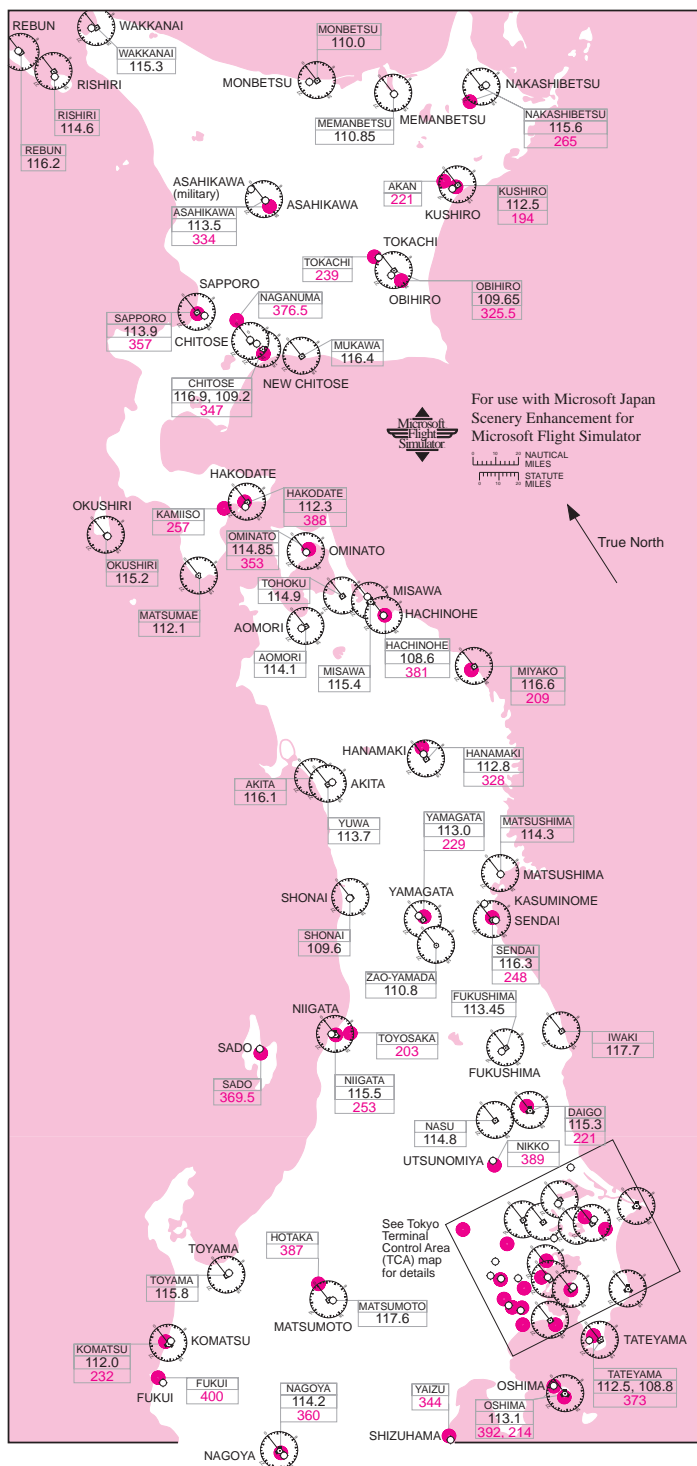 REBUN
WAKKANAI
WAKKANAI
115.3
RISHIRI
RISHIRI
114.6
REBUN
116.2
MONBETSU
110.0
MONBETSU
MEMANBETSU
MEMANBETSU
110.85
NAKASHIBETSU
NAKASHIBETSU
115.6
265
ASAHIKAWA
(military)
ASAHIKAWA
ASAHIKAWA
113.5
334
AKAN
221
KUSHIRO
KUSHIRO
112.5
194
TOKACHI
TOKACHI
239
OBIHIRO
OBIHIRO
109.65
325.5
SAPPORO
NAGANUMA
376.5
SAPPORO
113.9
357
CHITOSE
MUKAWA
116.4
NEW CHITOSE
CHITOSE
116.9, 109.2
347
Microsoft
Flight
Simulator
For use with Microsoft Japan
Scenery Enhancement for
Microsoft Flight Simulator
0 10 20
NAUTICAL
MILES
STATUTE
MILES
0 10 20
True North
HAKODATE
HAKODATE
112.3
388
KAMIISO
257
OKUSHIRI
OKUSHIRI
115.2
OMINATO
114.85
353
OMINATO
MATSUMAE
112.1
TOHOKU
114.9
MISAWA
HACHINOHE
AOMORI
AOMORI
114.1
MISAWA
115.4
HACHINOHE
108.6
381
MIYAKO
116.6
209
HANAMAKI
HANAMAKI
112.8
328
AKITA
116.1
AKITA
YUWA
113.7
YAMAGATA
113.0
229
MATSUSHIMA
114.3
MATSUSHIMA
SHONAI
SHONAI
109.6
YAMAGATA
KASUMINOME
SENDAI
SENDAI
116.3
248
ZAO-YAMADA
110.8
FUKUSHIMA
113.45
FUKUSHIMA
NIIGATA
TOYOSAKA
203
NIIGATA
115.5
253
SADO
SADO
369.5
IWAKI
117.7
NASU
114.8
DAIGO
115.3
221
UTSUNOMIYA
NIKKO
389
See Tokyo
Terminal
Control Area
(TCA) map
for details
TOYAMA
TOYAMA
115.8
HOTAKA
387
MATSUMOTO
117.6
MATSUMOTO
KOMATSU
112.0
232
KOMATSU
FUKUI
FUKUI
400
NAGOYA
114.2
360
NAGOYA
YAIZU
344
SHIZUHAMA
OSHIMA
OSHIMA
113.1
392, 214
TATEYAMA
TATEYAMA
112.5, 108.8
373